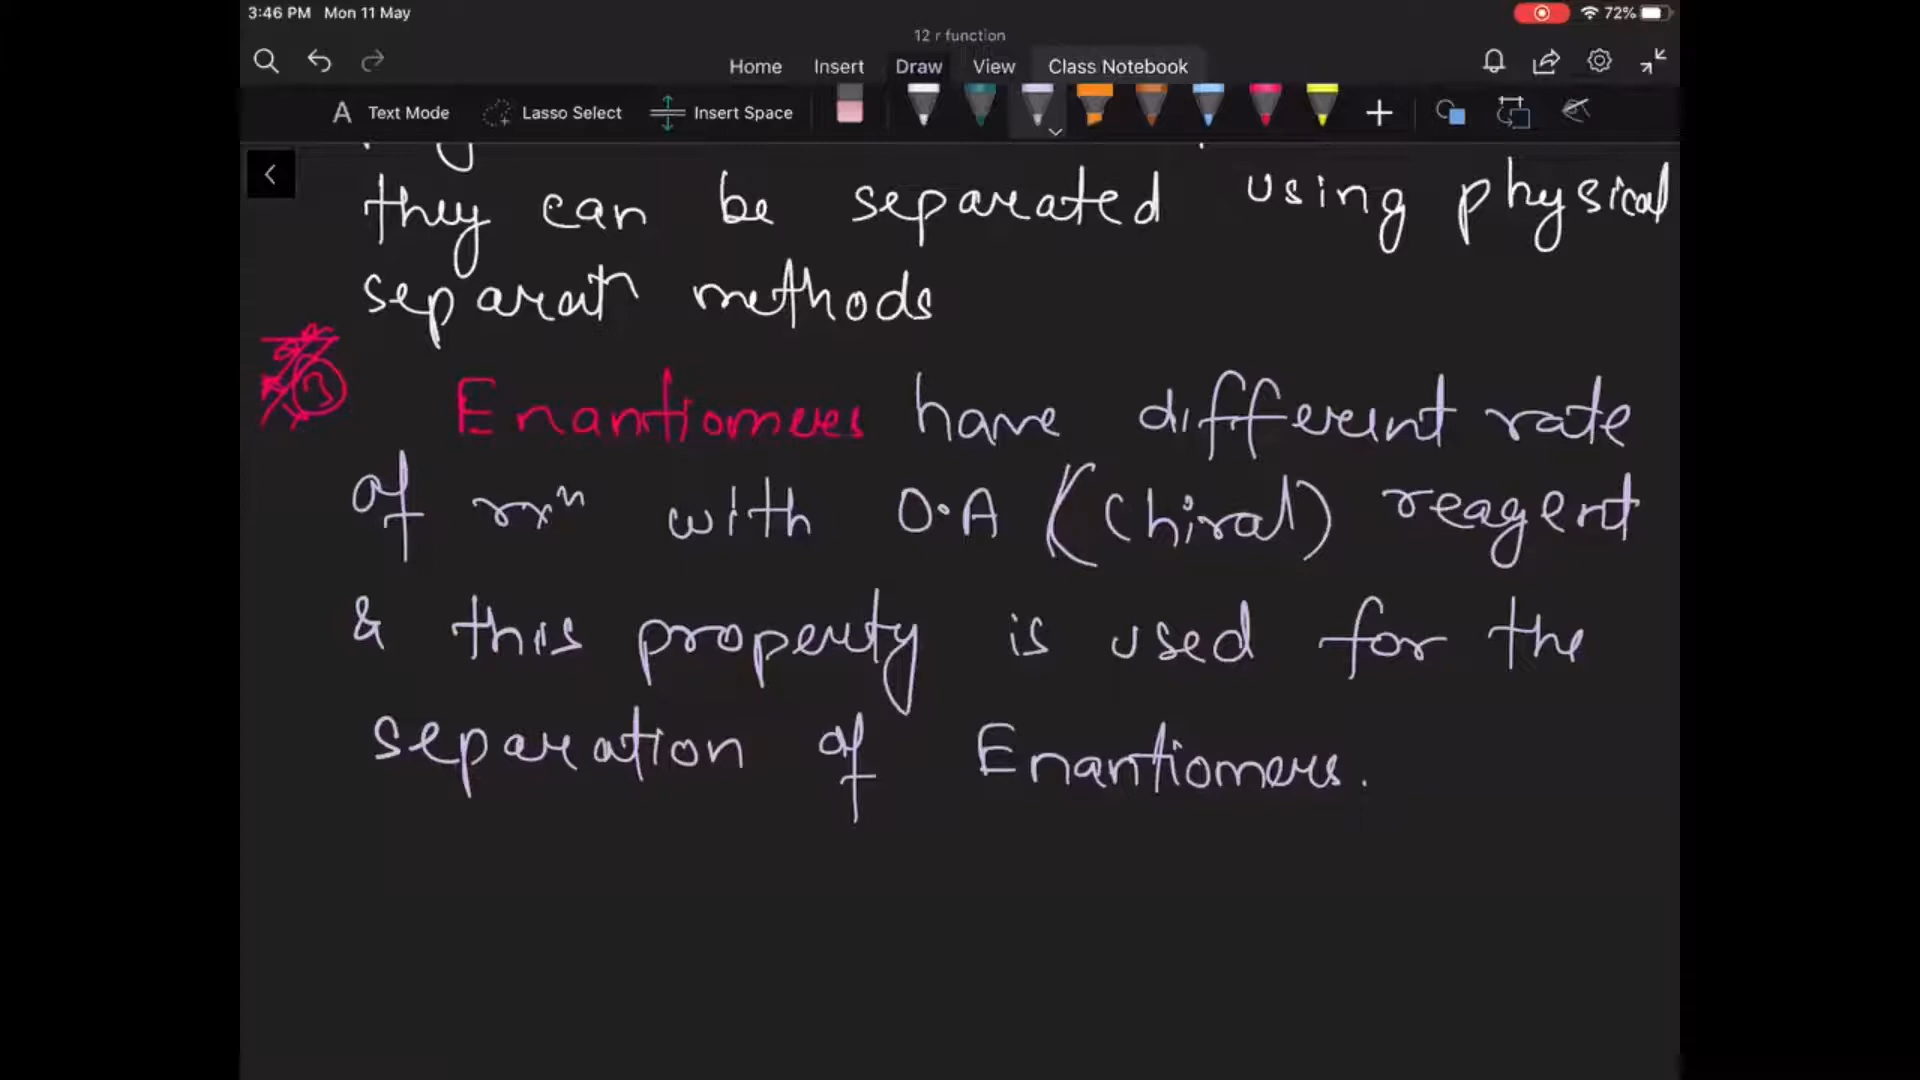 3:46 PM Mon 11 May
72%
12 r function
Home Insert Draw View Class Notebook
A Text Mode Lasso Select Insert Space
they can be separated using physical
separatn methods
3 Enantiomers have different rate
of rxn with O.A (Chiral) reagent
& this property is used for the
separation of Enantiomers.